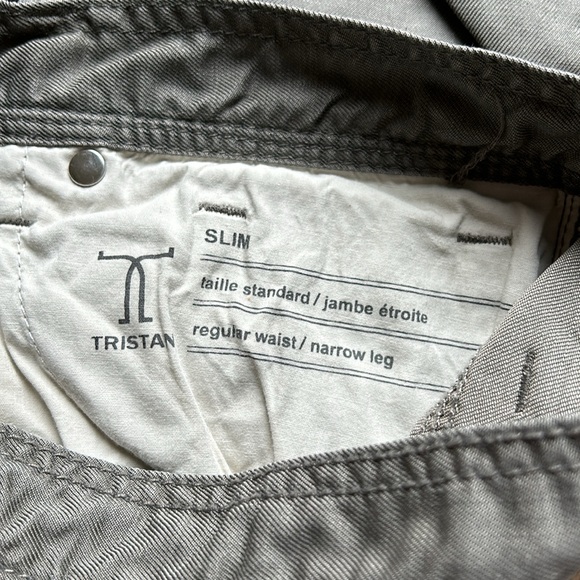 SLIM
taille standard / jambe étroite
regular waist / narrow leg
TRISTAN